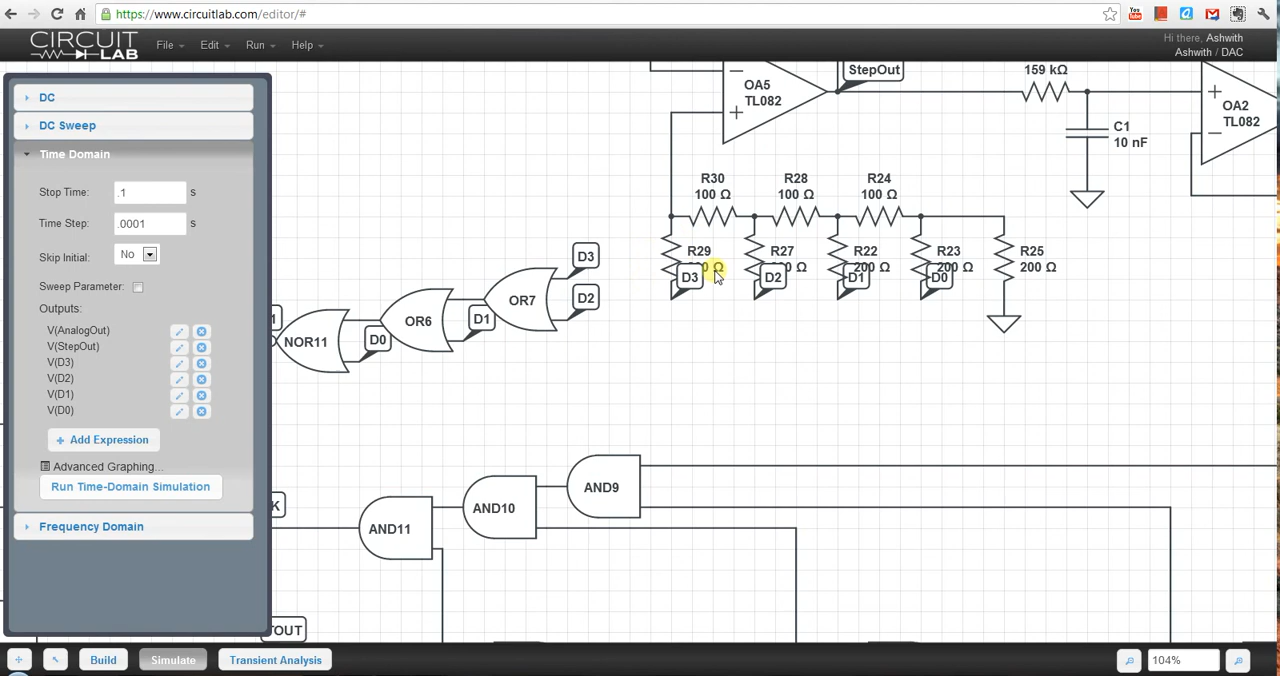 https://www.circuitlab.com/editor/#
You Tube
CIRCUIT
LAB
File
Edit
Run
Help
Hi there, Ashwith
Ashwith / DAC
DC
DC Sweep
Time Domain
Stop Time: .1 s
Time Step: .0001 s
Skip Initial: No
Sweep Parameter:
Outputs:
V(AnalogOut)
V(StepOut)
V(D3)
V(D2)
V(D1)
V(D0)
+ Add Expression
Advanced Graphing...
Run Time-Domain Simulation
Frequency Domain
StepOut
OA5
TL082
159 kΩ
C1
10 nF
OA2
TL082
R30
100 Ω
R28
100 Ω
R24
100 Ω
R29
R27
R22
200 Ω
R23
200 Ω
R25
200 Ω
D3
D2
D1
D0
D3
D2
OR7
D1
OR6
D0
NOR11
1
AND9
AND10
AND11
K
TOUT
Build
Simulate
Transient Analysis
104%